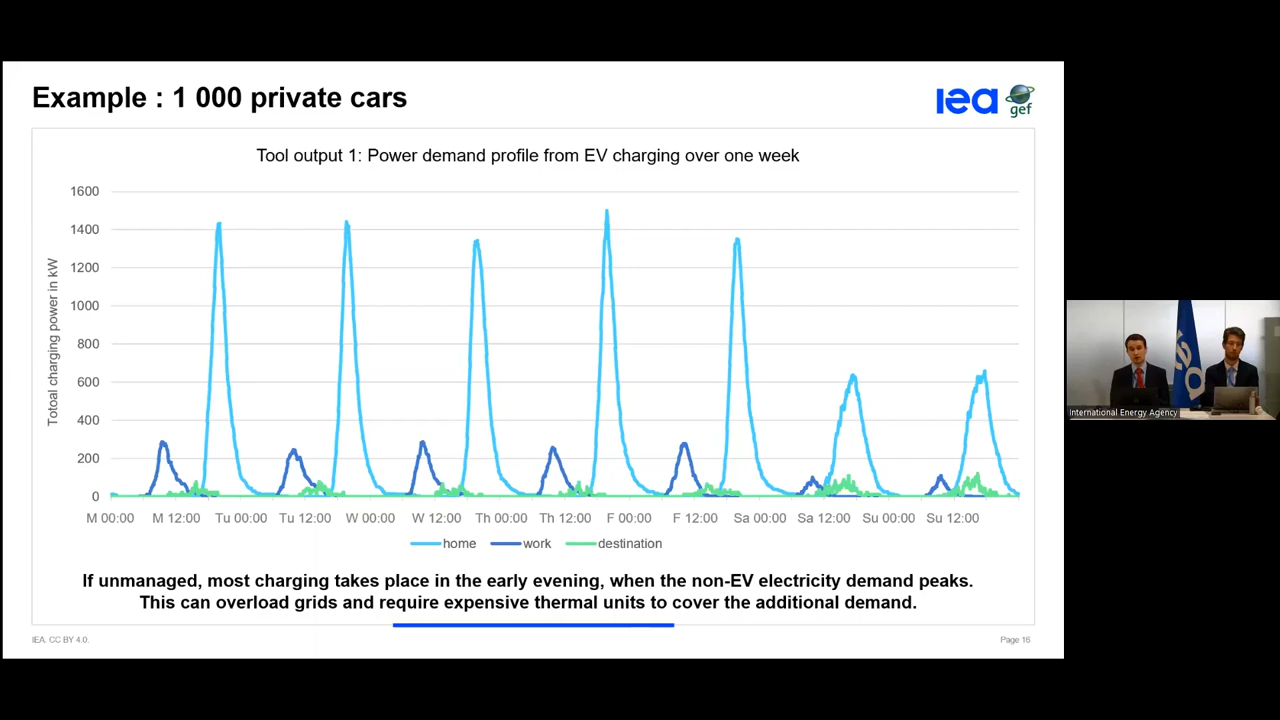 Example : 1 000 private cars
iea
gef
Tool output 1: Power demand profile from EV charging over one week
Totoal charging power in kW
1600
1400
1200
1000
800
600
400
200
0
M 00:00 M 12:00 Tu 00:00 Tu 12:00 W 00:00 W 12:00 Th 00:00 Th 12:00 F 00:00 F 12:00 Sa 00:00 Sa 12:00 Su 00:00 Su 12:00
home work destination
If unmanaged, most charging takes place in the early evening, when the non-EV electricity demand peaks.
This can overload grids and require expensive thermal units to cover the additional demand.
IEA. CC BY 4.0.
Page 16
International Energy Agency